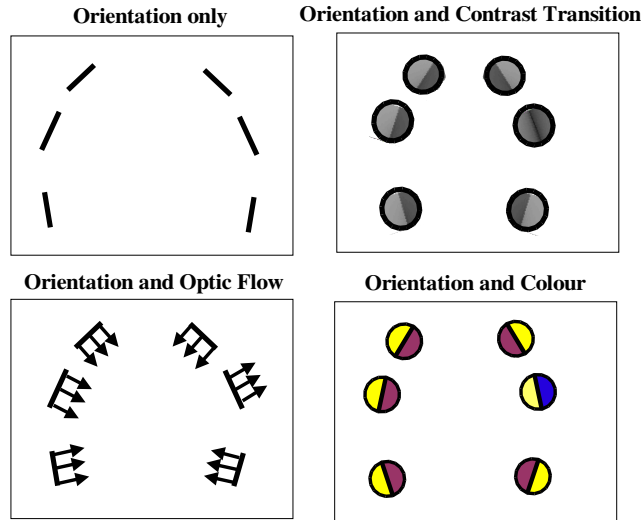 Orientation only
Orientation and Contrast Transition
Orientation and Optic Flow
Orientation and Colour